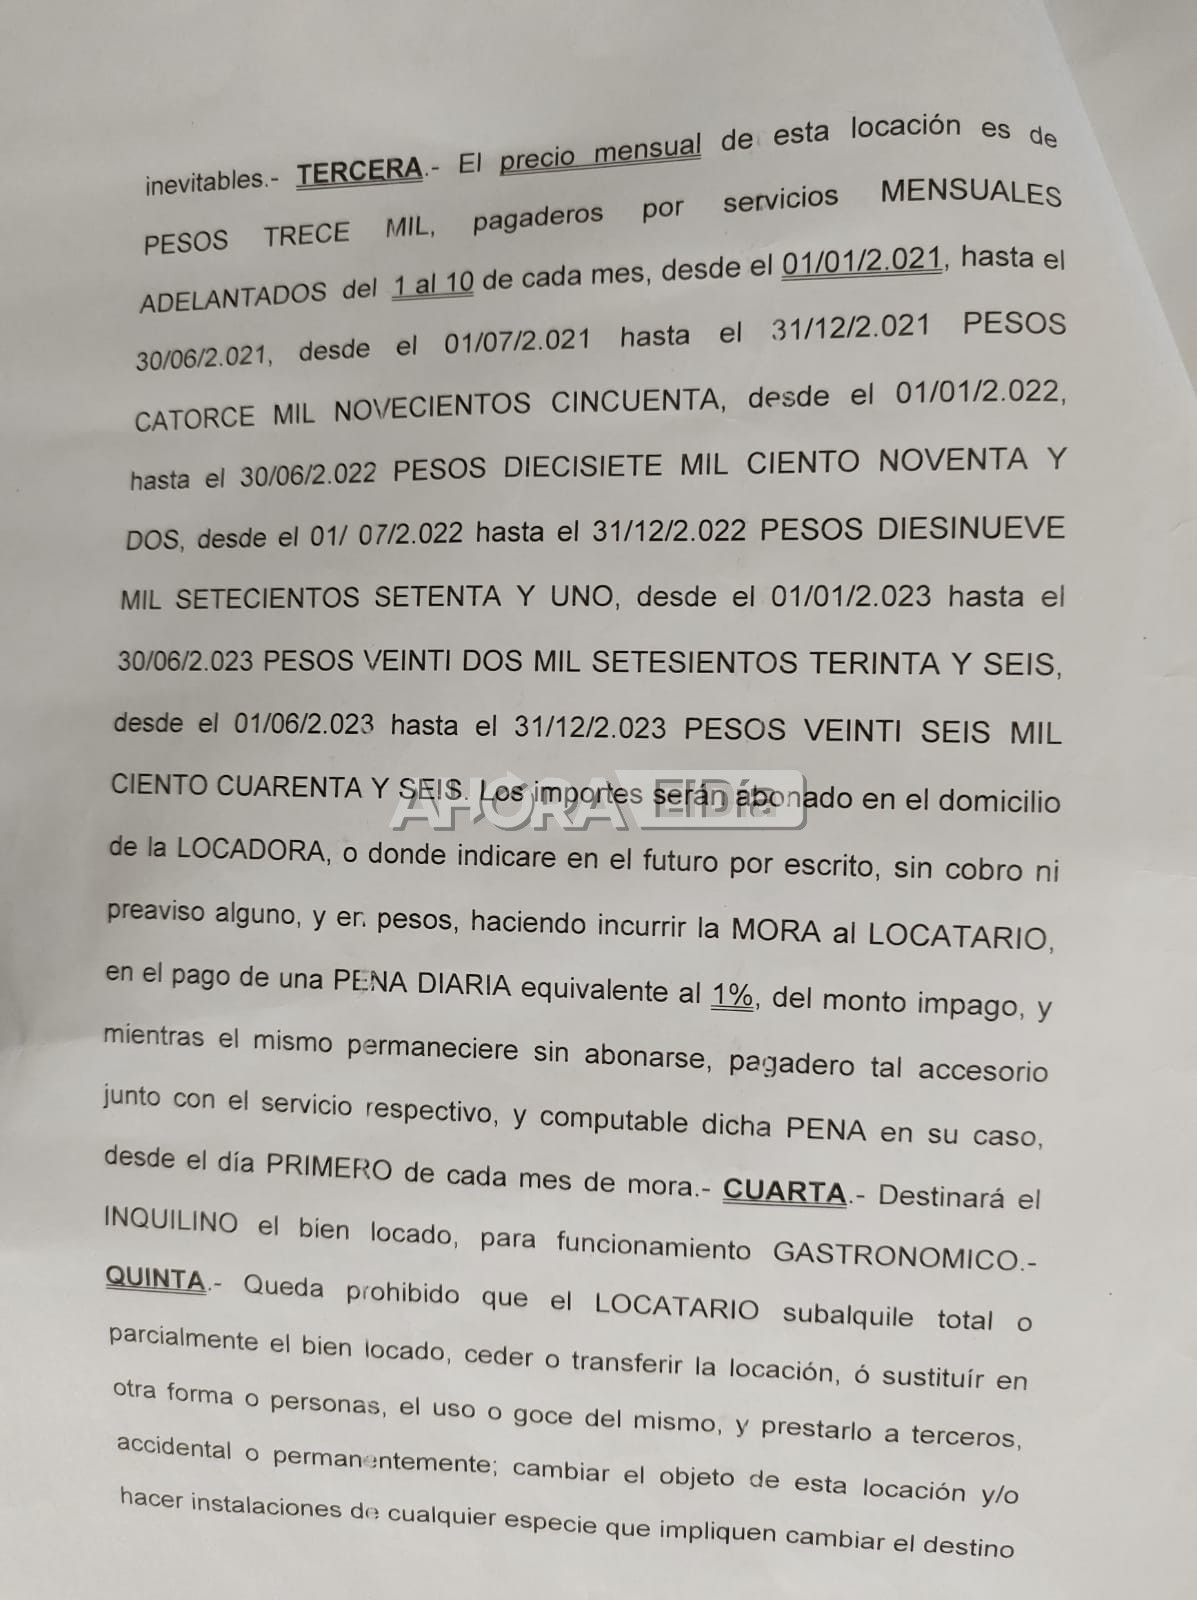 inevitables.- TERCERA.- El precio mensual de esta locación es de
PESOS TRECE MIL, pagaderos por servicios MENSUALES
ADELANTADOS del 1 al 10 de cada mes, desde el 01/01/2.021, hasta el
30/06/2.021, desde el 01/07/2.021 hasta el 31/12/2.021 PESOS
CATORCE MIL NOVECIENTOS CINCUENTA, desde el 01/01/2.022,
hasta el 30/06/2.022 PESOS DIECISIETE MIL CIENTO NOVENTA Y
DOS, desde el 01/ 07/2.022 hasta el 31/12/2.022 PESOS DIESINUEVE
MIL SETECIENTOS SETENTA Y UNO, desde el 01/01/2.023 hasta el
30/06/2.023 PESOS VEINTI DOS MIL SETESIENTOS TERINTA Y SEIS,
desde el 01/06/2.023 hasta el 31/12/2.023 PESOS VEINTI SEIS MIL
CIENTO CUARENTA Y SEIS. Los importes serán abonado en el domicilio
AHORA ElDía
de la LOCADORA, o donde indicare en el futuro por escrito, sin cobro ni
preaviso alguno, y en pesos, haciendo incurrir la MORA al LOCATARIO,
en el pago de una PENA DIARIA equivalente al 1%, del monto impago, y
mientras el mismo permaneciere sin abonarse, pagadero tal accesorio
junto con el servicio respectivo, y computable dicha PENA en su caso,
desde el día PRIMERO de cada mes de mora.- CUARTA.- Destinará el
INQUILINO el bien locado, para funcionamiento GASTRONOMICO.-
QUINTA.- Queda prohibido que el LOCATARIO subalquile total o
parcialmente el bien locado, ceder o transferir la locación, ó sustituír en
otra forma o personas, el uso o goce del mismo, y prestarlo a terceros,
accidental o permanentemente; cambiar el objeto de esta locación y/o
hacer instalaciones de cualquier especie que impliquen cambiar el destino